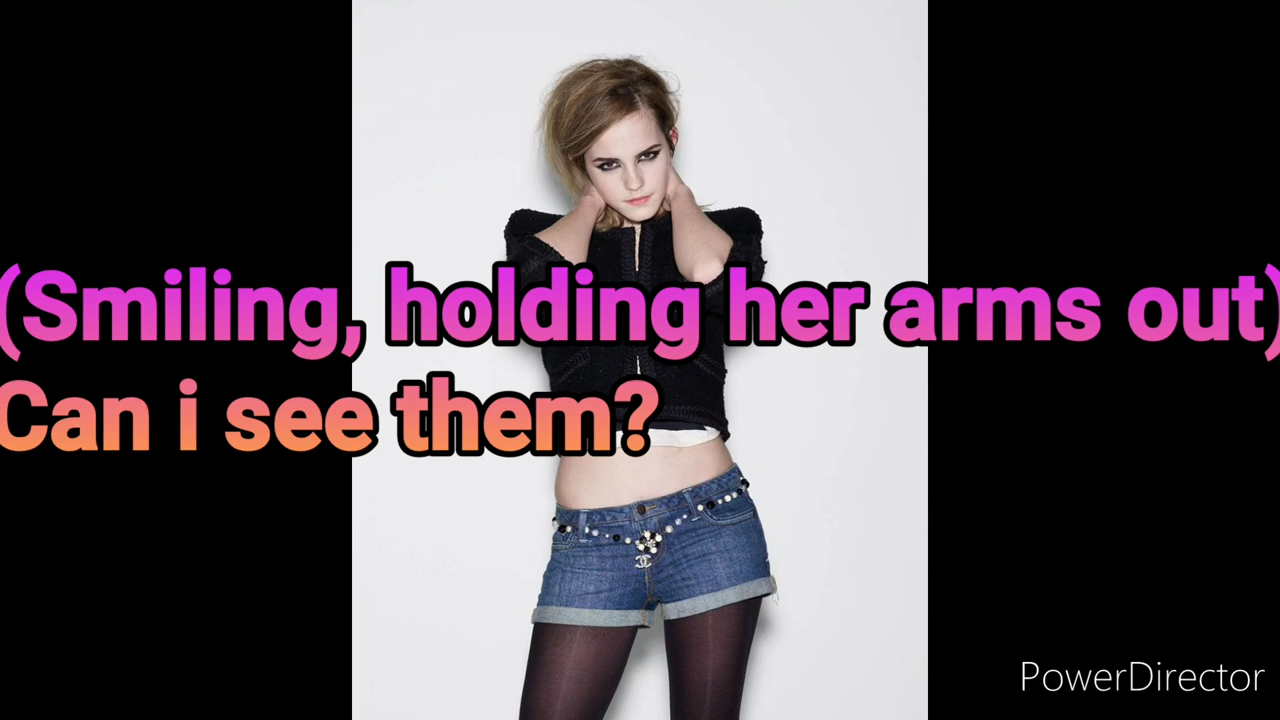 (Smiling, holding her arms out)
Can i see them?
PowerDirector